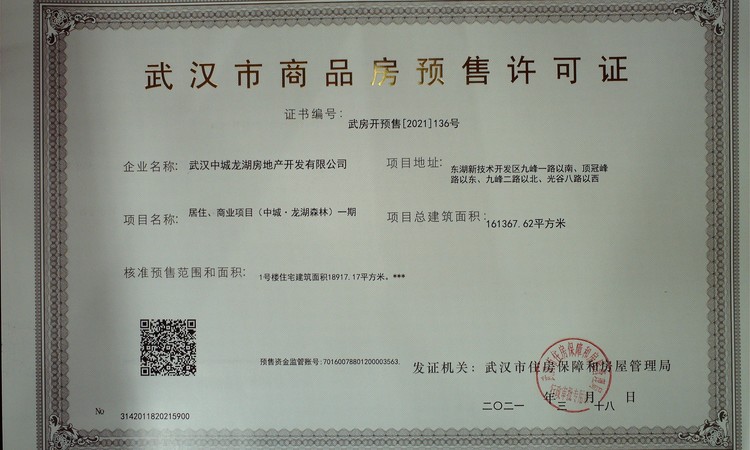 武汉市商品房预售许可证
证书编号: 武房开预售[2021]136号
企业名称: 武汉中城龙湖房地产开发有限公司
项目地址: 东湖新技术开发区九峰一路以南、顶冠峰
路以东、九峰二路以北、光谷八路以西
项目名称: 居住、商业项目（中城·龙湖森林）一期
项目总建筑面积: 161367.62平方米
核准预售范围和面积: 1号楼住宅建筑面积18917.17平方米。***
预售资金监管账号:70160078801200003563.
发证机关: 武汉市住房保障和房屋管理局
二〇二一 年 三 月 十八 日
No 3142011820215900